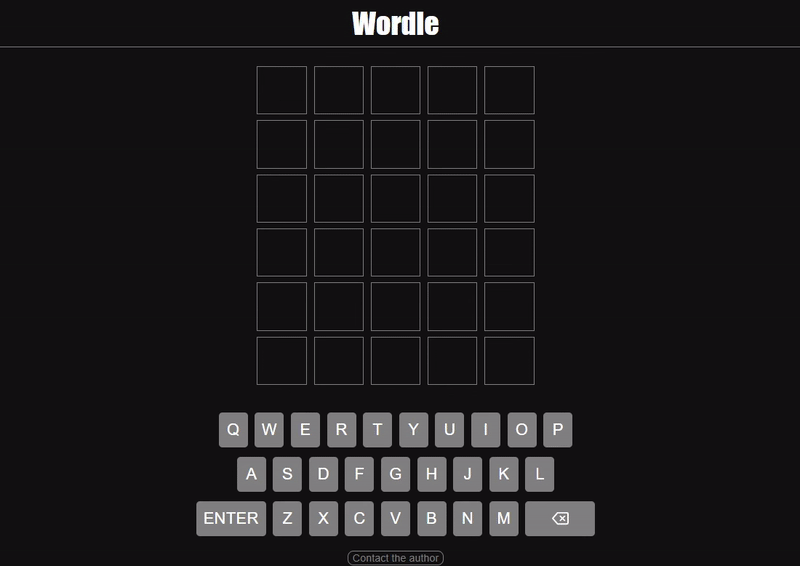 Wordle
Q W E R T Y U I O P
A S D F G H J K L
ENTER Z X C V B N M
Contact the author